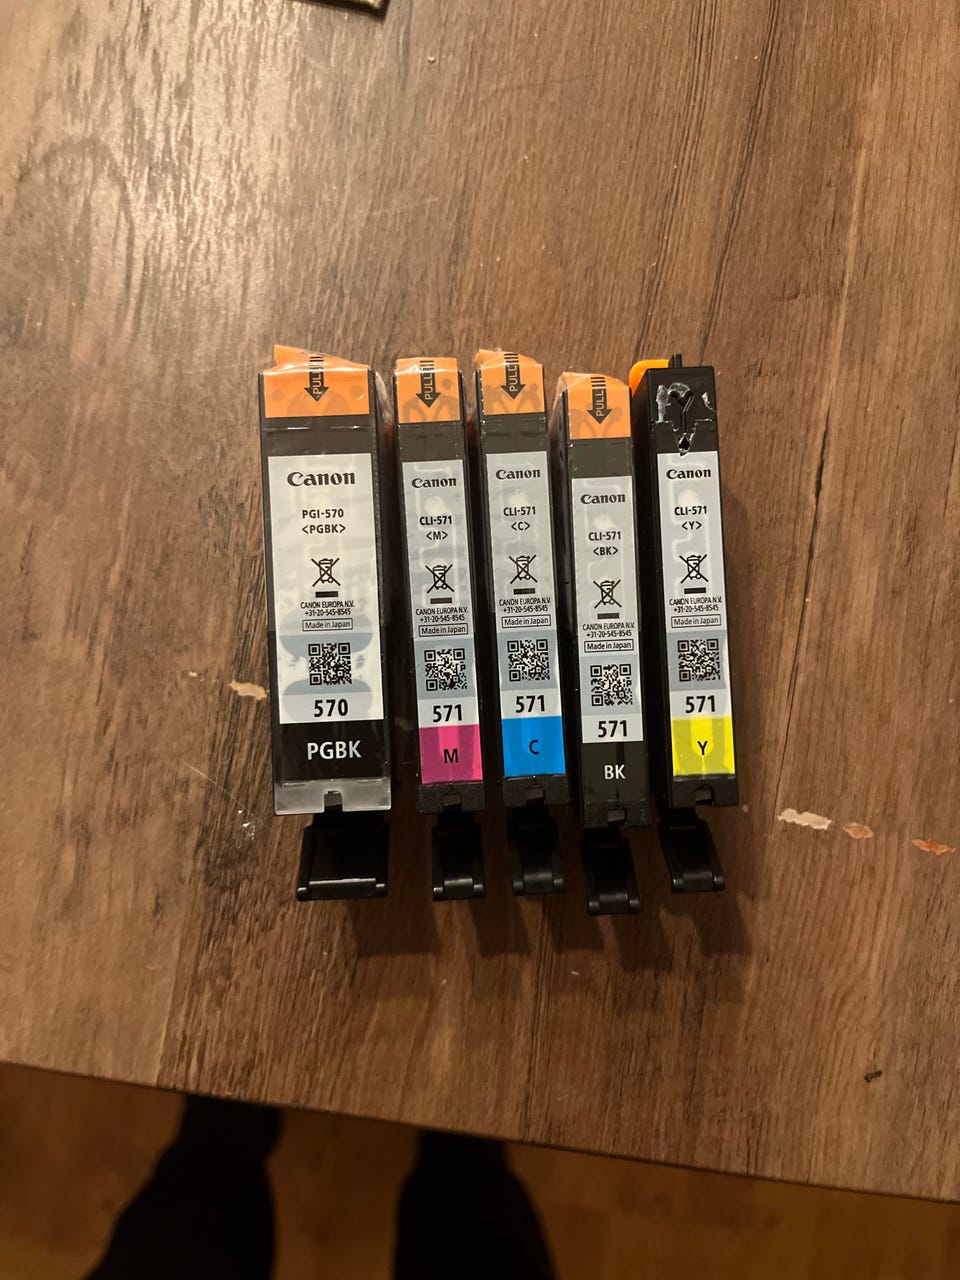 PULL
Canon
PGI-570
<PGBK>
CANON EUROPA N.V.
+31-20-545-8545
Made in Japan
570
PGBK
PULL
Canon
CLI-571
<M>
CANON EUROPA N.V.
+31-20-545-8545
Made in Japan
571
M
PULL
Canon
CLI-571
<C>
CANON EUROPA N.V.
+31-20-545-8545
Made in Japan
571
C
PULL
Canon
CLI-571
<BK>
CANON EUROPA N.V.
+31-20-545-8545
Made in Japan
571
BK
Y
Canon
CLI-571
<Y>
CANON EUROPA N.V.
+31-20-545-8545
Made in Japan
571
Y